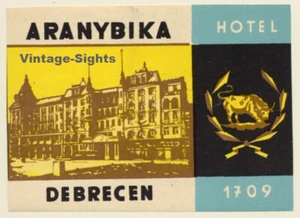 ARANYBIKA
HOTEL
Vintage-Sights
DEBRECEN
1709